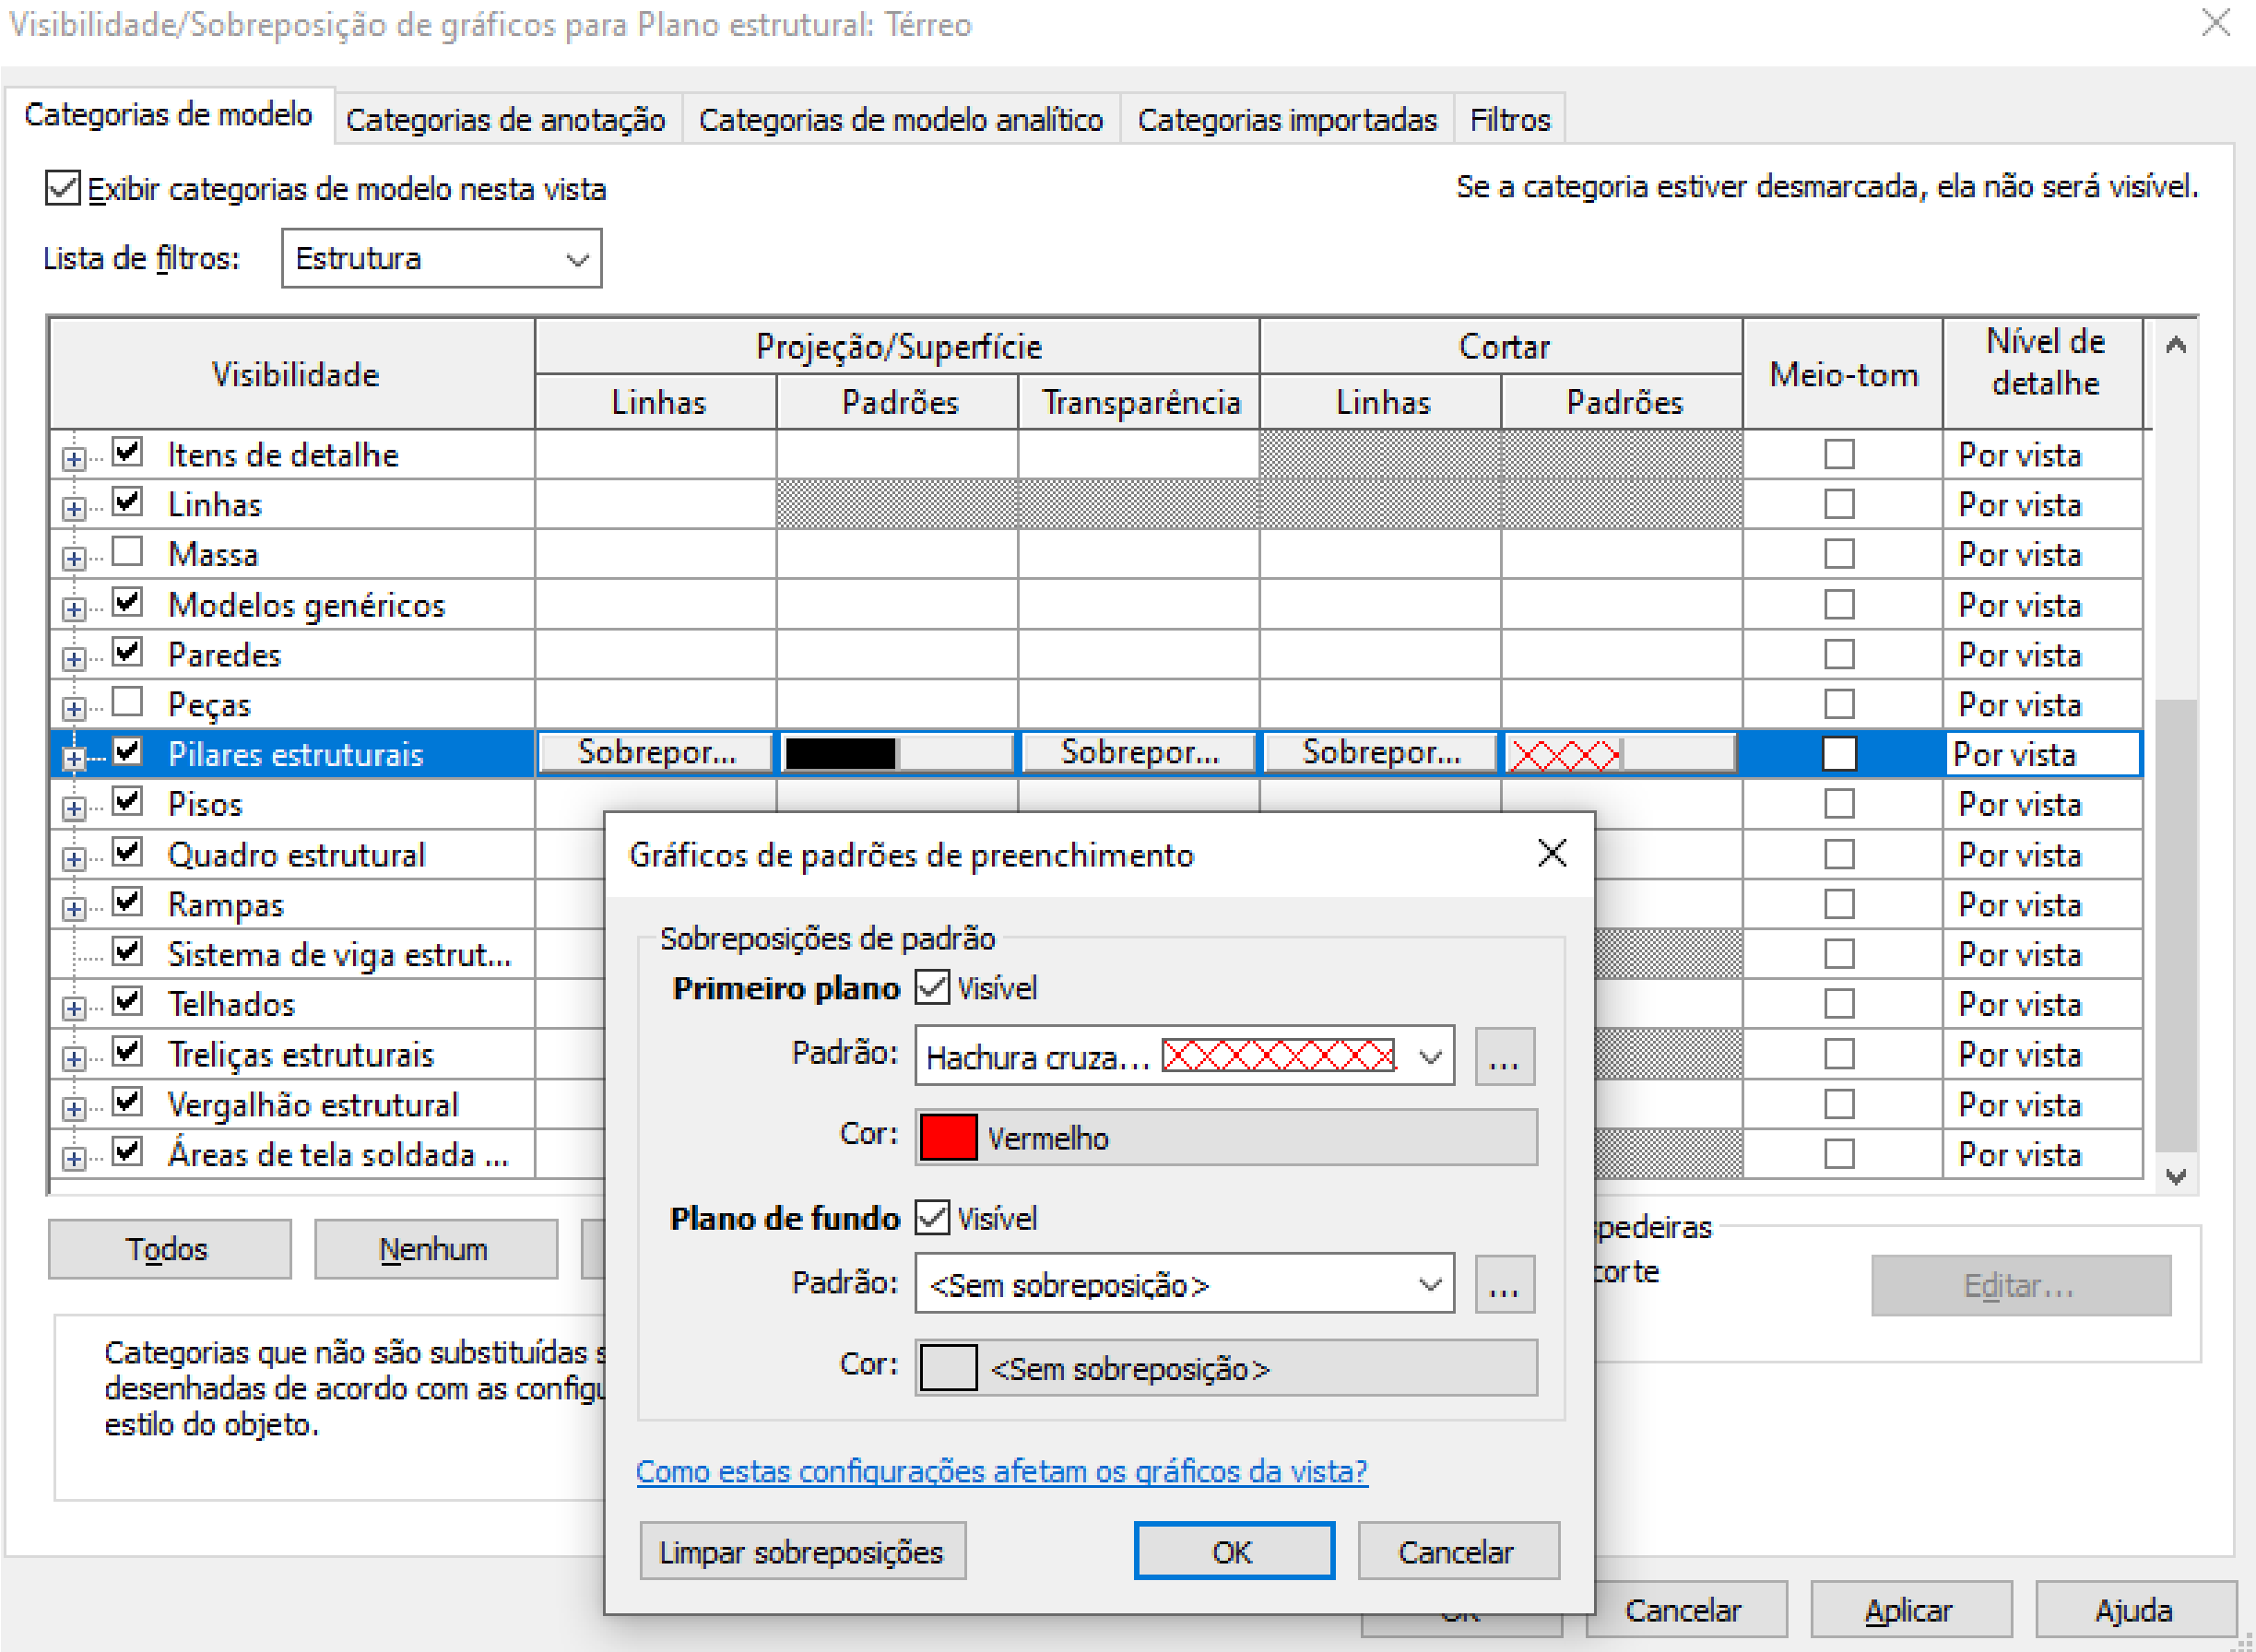 Visibilidade/Sobreposição de gráficos para Plano estrutural: Térreo
Categorias de modelo Categorias de anotação Categorias de modelo analítico Categorias importadas Filtros
Exibir categorias de modelo nesta vista Se a categoria estiver desmarcada, ela não será visível.
Lista de filtros: Estrutura
Visibilidade Projeção/Superfície Cortar Meio-tom Nível de detalhe
Linhas Padrões Transparência Linhas Padrões
Itens de detalhe Por vista
Linhas Por vista
Massa Por vista
Modelos genéricos Por vista
Paredes Por vista
Peças Por vista
Pilares estruturais Sobrepor... Sobrepor... Sobrepor... Por vista
Pisos Por vista
Quadro estrutural Por vista
Rampas Por vista
Sistema de viga estrut... Por vista
Telhados Por vista
Treliças estruturais Por vista
Vergalhão estrutural Por vista
Áreas de tela soldada ... Por vista
Todos Nenhum
pedeiras
corte
Editar...
Categorias que não são substituídas s
desenhadas de acordo com as configu
estilo do objeto.
Gráficos de padrões de preenchimento
Sobreposições de padrão
Primeiro plano Visível
Padrão: Hachura cruza... ...
Cor: Vermelho
Plano de fundo Visível
Padrão: <Sem sobreposição> ...
Cor: <Sem sobreposição>
Como estas configurações afetam os gráficos da vista?
Limpar sobreposições OK Cancelar
OK Cancelar Aplicar Ajuda